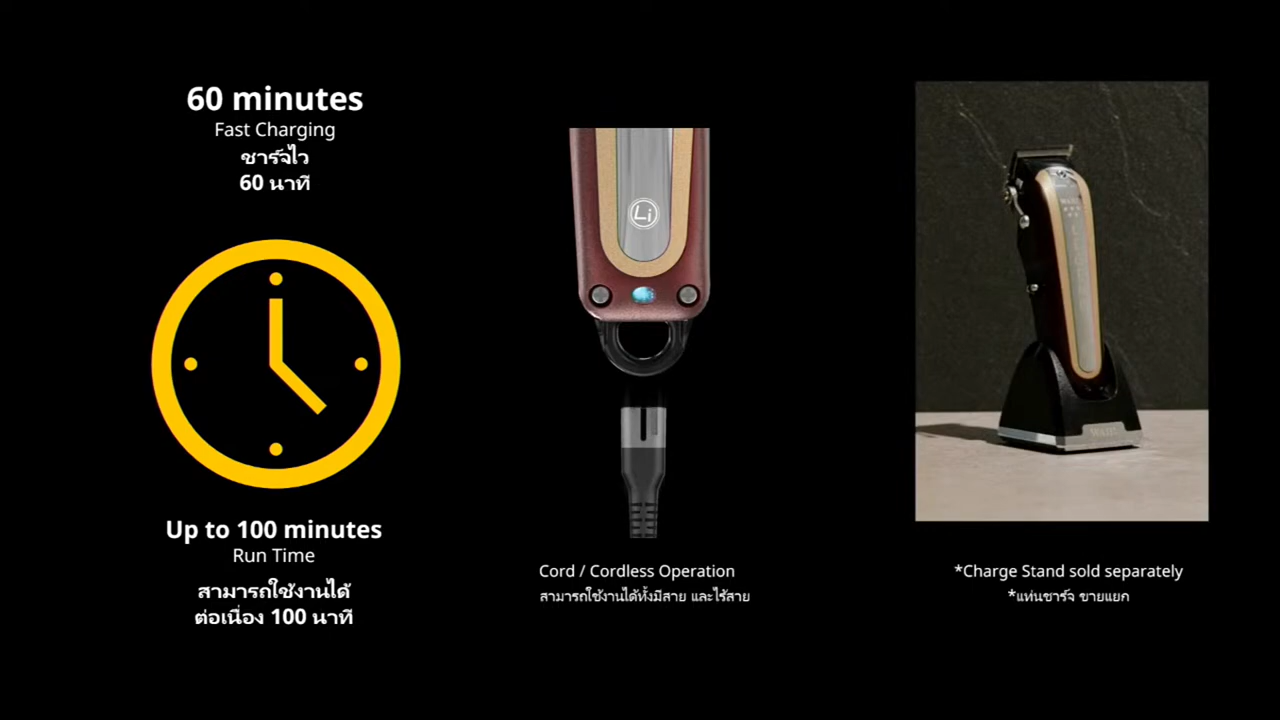 60 minutes
Fast Charging
ชาร์จไว
60 นาที
Up to 100 minutes
Run Time
สามารถใช้งานได้
ต่อเนื่อง 100 นาที
Li
Cord / Cordless Operation
สามารถใช้งานได้ทั้งมีสาย และไร้สาย
WAHL
WAHL
*Charge Stand sold separately
*แท่นชาร์จ ขายแยก